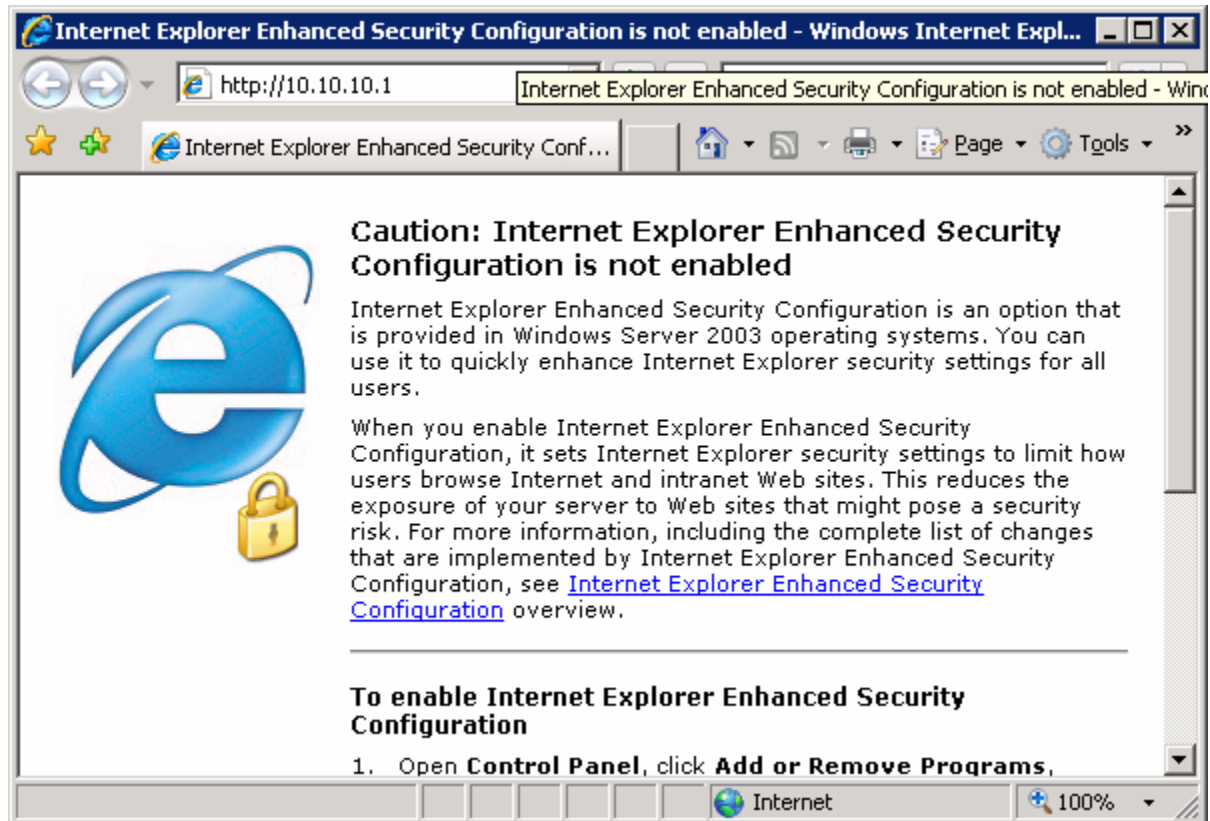 Internet Explorer Enhanced Security Configuration is not enabled - Windows Internet Expl...
http://10.10.10.1
Internet Explorer Enhanced Security Configuration is not enabled - Wind
Internet Explorer Enhanced Security Conf...
Page
Tools
»
Caution: Internet Explorer Enhanced Security
Configuration is not enabled
Internet Explorer Enhanced Security Configuration is an option that
is provided in Windows Server 2003 operating systems. You can
use it to quickly enhance Internet Explorer security settings for all
users.
When you enable Internet Explorer Enhanced Security
Configuration, it sets Internet Explorer security settings to limit how
users browse Internet and intranet Web sites. This reduces the
exposure of your server to Web sites that might pose a security
risk. For more information, including the complete list of changes
that are implemented by Internet Explorer Enhanced Security
Configuration, see Internet Explorer Enhanced Security
Configuration overview.
To enable Internet Explorer Enhanced Security
Configuration
1. Open Control Panel, click Add or Remove Programs,
Internet
100%